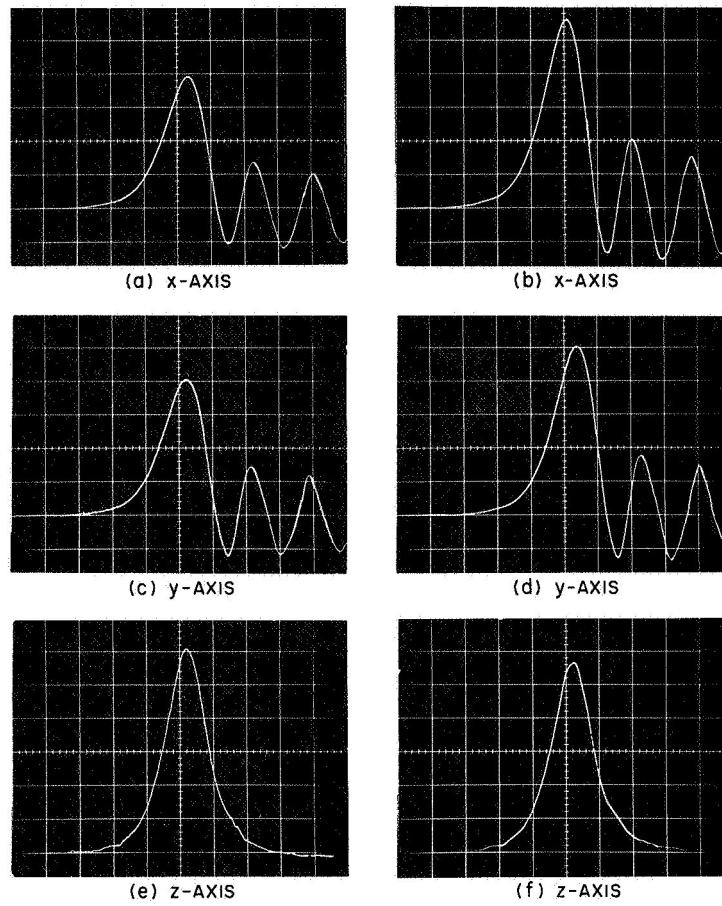 (a) x-AXIS
(b) x-AXIS
(c) y-AXIS
(d) y-AXIS
(e) z-AXIS
(f) z-AXIS